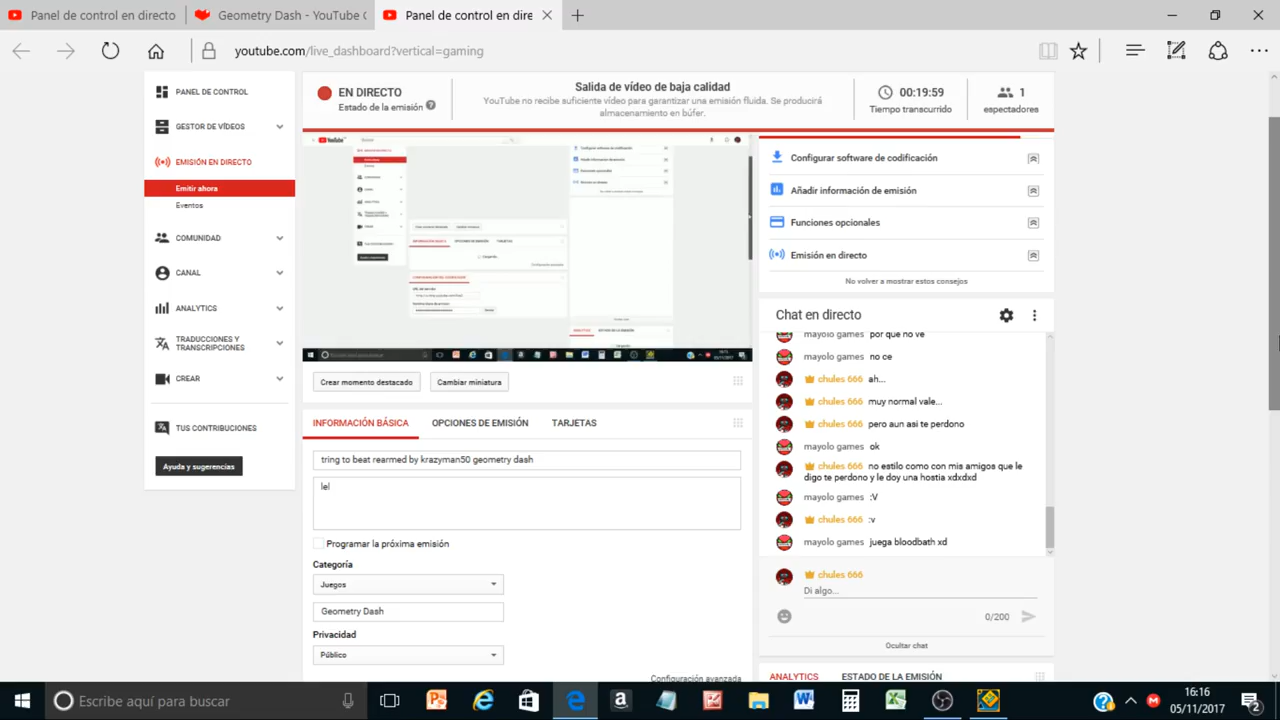 Panel de control en directo
Geometry Dash - YouTube G
Panel de control en dire
youtube.com/live_dashboard?vertical=gaming
PANEL DE CONTROL
GESTOR DE VÍDEOS
EMISIÓN EN DIRECTO
Emitir ahora
Eventos
COMUNIDAD
CANAL
ANALYTICS
TRADUCCIONES Y
TRANSCRIPCIONES
CREAR
TUS CONTRIBUCIONES
Ayuda y sugerencias
EN DIRECTO
Estado de la emisión
Salida de vídeo de baja calidad
YouTube no recibe suficiente vídeo para garantizar una emisión fluida. Se producirá
almacenamiento en búfer.
00:19:59
Tiempo transcurrido
1
espectadores
YouTube
INFORMACIÓN BÁSICA
OPCIONES DE EMISIÓN
TARJETAS
Crear momento destacado
Cambiar miniatura
INFORMACIÓN BÁSICA
OPCIONES DE EMISIÓN
TARJETAS
tring to beat rearmed by krazyman50 geometry dash
lel
Programar la próxima emisión
Categoría
Juegos
Geometry Dash
Privacidad
Público
Configuración avanzada
Configurar software de codificación
Añadir información de emisión
Funciones opcionales
Emisión en directo
No volver a mostrar estos consejos
Chat en directo
mayolo games por que no ve
mayolo games no ce
chules 666 ah...
chules 666 muy normal vale...
chules 666 pero aun asi te perdono
mayolo games ok
chules 666 no estilo como con mis amigos que le
digo te perdono y le doy una hostia xdxdxd
mayolo games :V
chules 666 :v
mayolo games juega bloodbath xd
chules 666
Di algo...
0/200
Ocultar chat
ANALYTICS
ESTADO DE LA EMISIÓN
Escribe aquí para buscar
16:16
05/11/2017
2